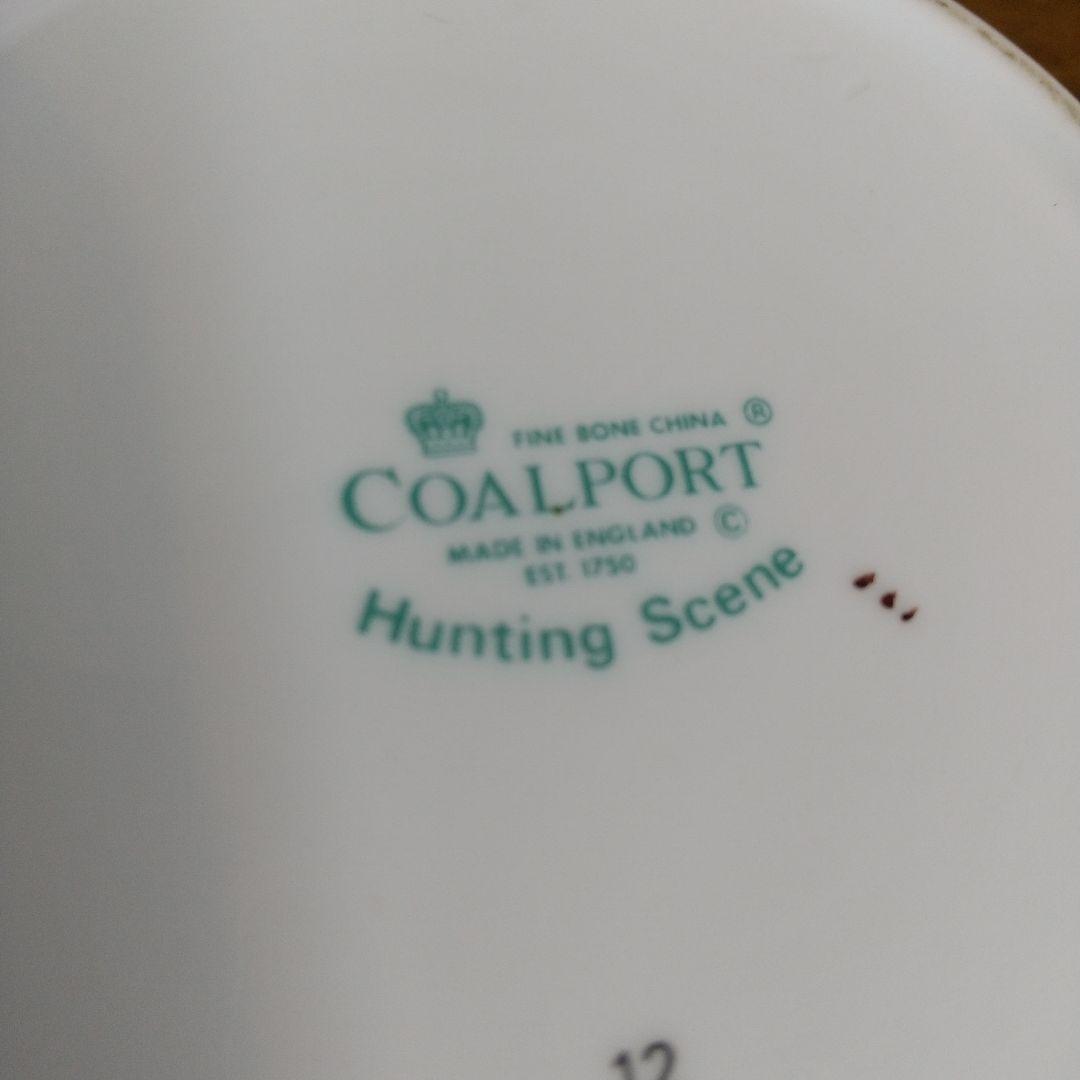 FINE BONE CHINA ®
COALPORT
MADE IN ENGLAND ©
EST. 1750
Hunting Scene
12